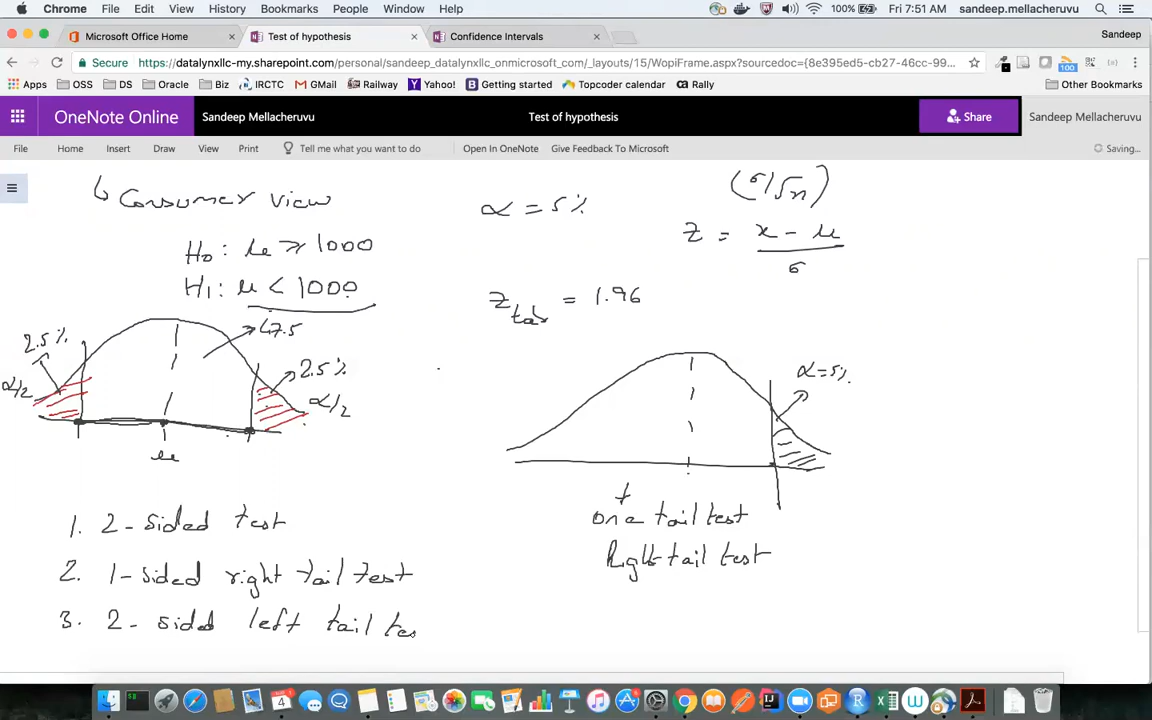 Chrome File Edit View History Bookmarks People Window Help 100% Fri 7:51 AM sandeep.mellacheruvu
Microsoft Office Home Test of hypothesis Confidence Intervals Sandeep
Secure https://datalynxllc-my.sharepoint.com/personal/sandeep_datalynxllc_onmicrosoft_com/_layouts/15/WopiFrame.aspx?sourcedoc={8e395ed5-cb27-46cc-99... 100
Apps OSS DS Oracle Biz IRCTC GMail Railway Yahoo! Getting started Topcoder calendar Rally Other Bookmarks
OneNote Online Sandeep Mellacheruvu Test of hypothesis Share Sandeep Mellacheruvu
File Home Insert Draw View Print Tell me what you want to do Open In OneNote Give Feedback To Microsoft Saving...
↳ Consumer view
α = 5%
(σ/√n)
Z = x - μ
σ
H0: μ ≥ 1000
H1: μ < 1000
Z tab = 1.96
47.5
2.5%
2.5%
α/2
α/2
μ
α=5%
one tail test
Right tail test
1. 2-sided test
2. 1-sided right tail test
3. 2-sided left tail tes
4